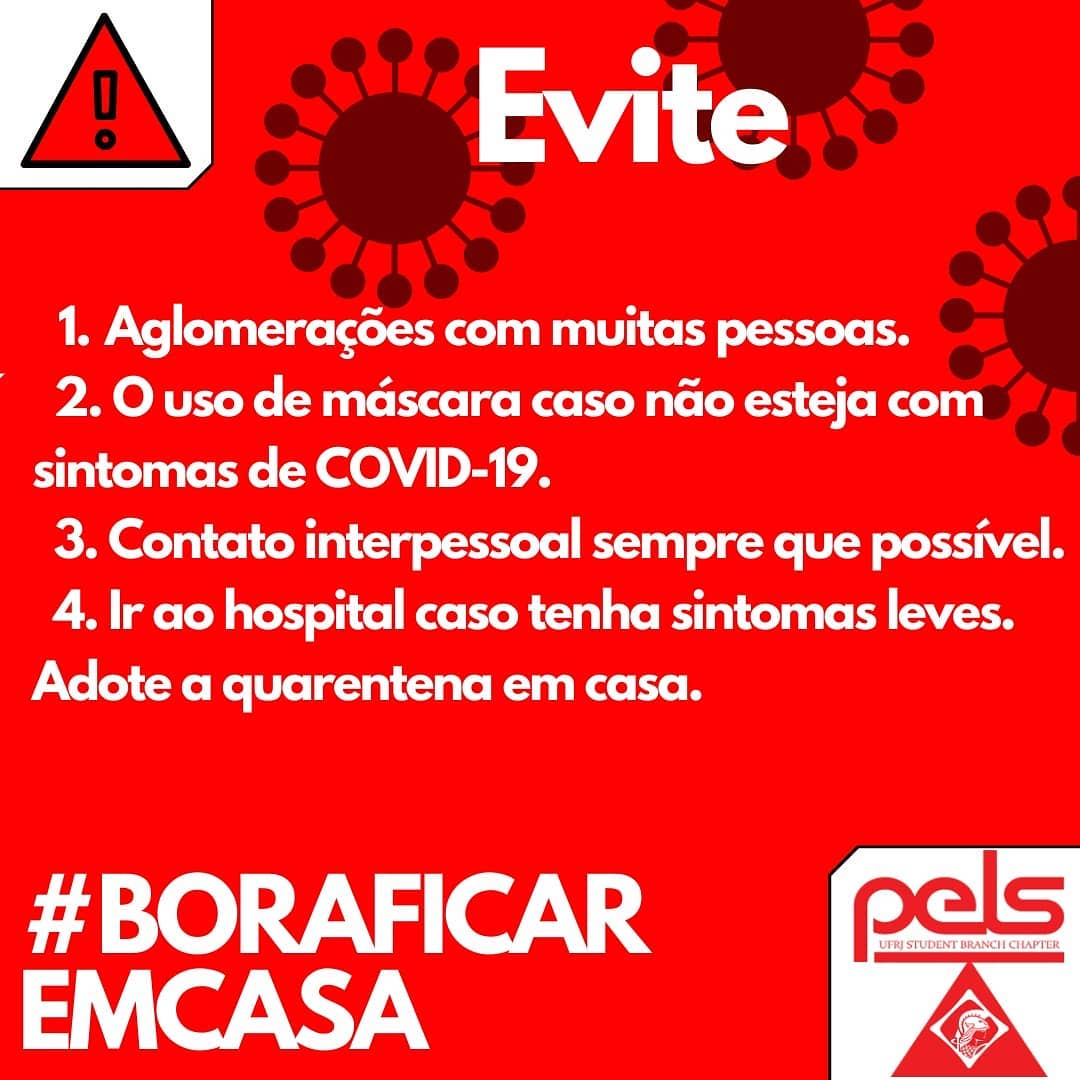 Evite
1. Aglomerações com muitas pessoas.
2. O uso de máscara caso não esteja com
sintomas de COVID-19.
3. Contato interpessoal sempre que possível.
4. Ir ao hospital caso tenha sintomas leves.
Adote a quarentena em casa.
#BORAFICAR
EMCASA
pels
UFRJ STUDENT BRANCH CHAPTER